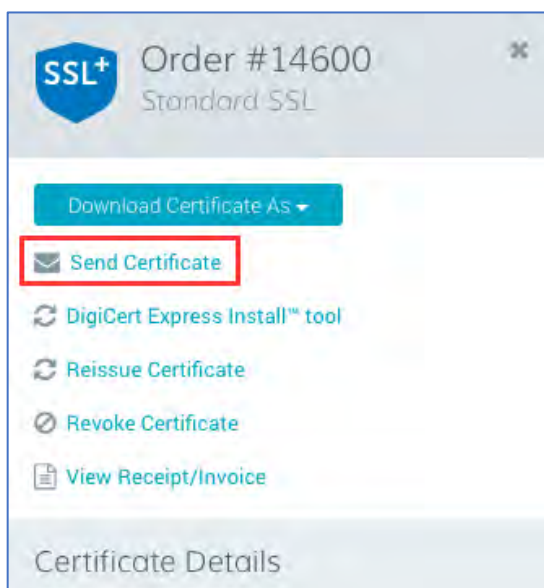 SSL+
Order #14600
Standard SSL
Download Certificate As
Send Certificate
DigiCert Express Install™ tool
Reissue Certificate
Revoke Certificate
View Receipt/Invoice
Certificate Details